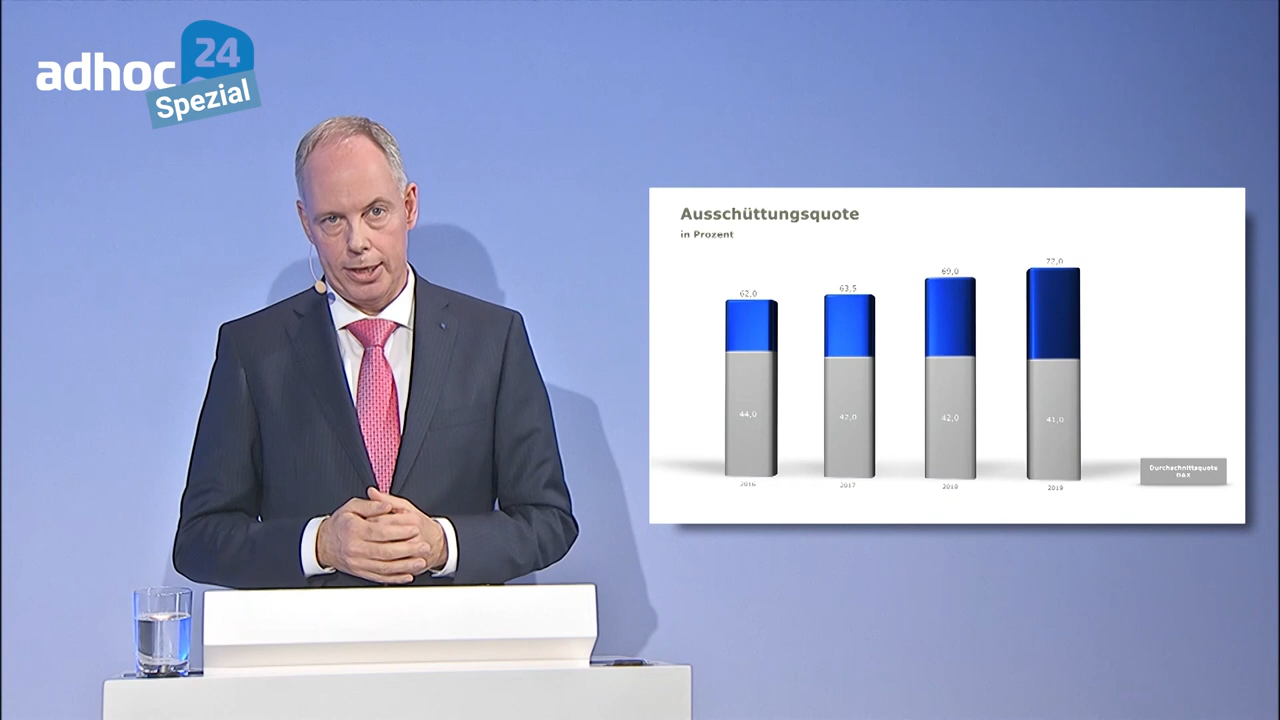 adhoc 24
Spezial
Ausschüttungsquote
in Prozent
62,0
63,5
69,0
72,0
44,0
42,0
42,0
41,0
2016
2017
2018
2019
Durchschnittsquote